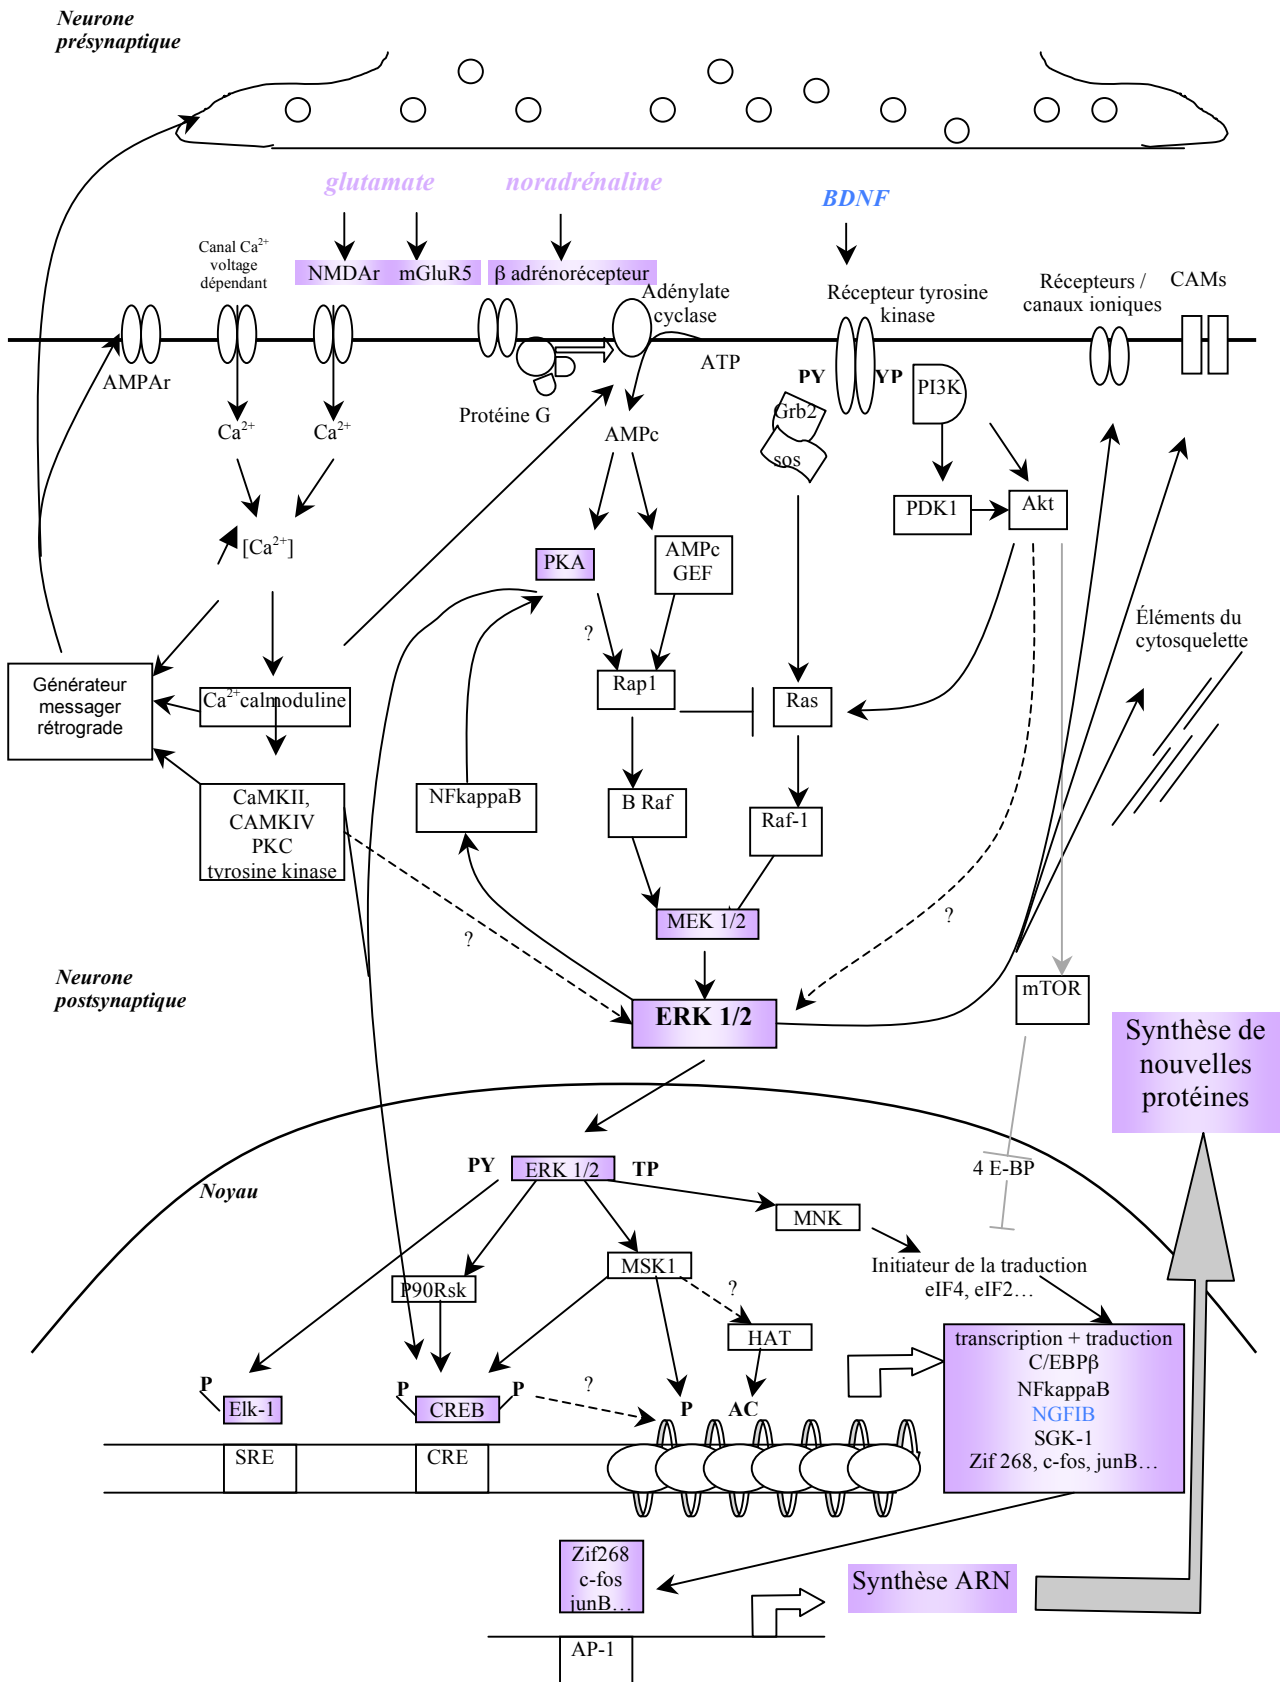 Neurone
présynaptique
glutamate
noradrénaline
BDNF
Canal Ca²⁺
voltage
dépendant
NMDAr
mGluR5
β adrénorécepteur
Adénylate
cyclase
Récepteur tyrosine
kinase
Récepteurs /
canaux ioniques
CAMs
AMPAr
ATP
PY
YP
PI3K
Protéine G
Grb2
sos
Ca²⁺
Ca²⁺
AMPc
PDK1
Akt
[Ca²⁺]
PKA
AMPc
GEF
?
Éléments du
cytosquelette
Générateur
messager
rétrograde
Ca²⁺calmoduline
Rap1
Ras
CaMKII,
CAMKIV
PKC
tyrosine kinase
NFkappaB
B Raf
Raf-1
MEK 1/2
?
?
Neurone
postsynaptique
mTOR
ERK 1/2
Synthèse de
nouvelles
protéines
PY
ERK 1/2
TP
4 E-BP
Noyau
MNK
MSK1
Initiateur de la traduction
eIF4, eIF2…
P90Rsk
?
HAT
transcription + traduction
C/EBPβ
NFkappaB
NGFIB
SGK-1
Zif 268, c-fos, junB…
P
Elk-1
P
CREB
P
?
P
AC
SRE
CRE
Zif268
c-fos
junB…
Synthèse ARN
AP-1